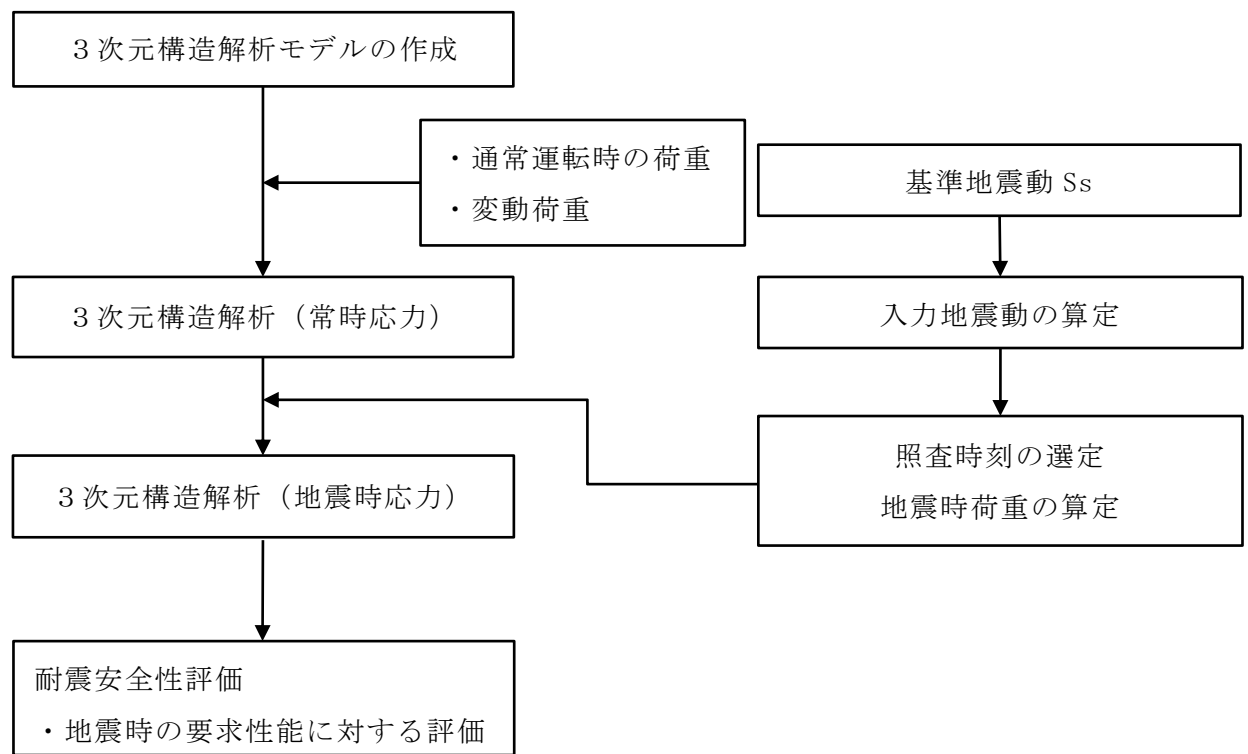 ３次元構造解析モデルの作成
・通常運転時の荷重
・変動荷重
基準地震動 Ss
３次元構造解析（常時応力）
入力地震動の算定
照査時刻の選定
地震時荷重の算定
３次元構造解析（地震時応力）
耐震安全性評価
・地震時の要求性能に対する評価